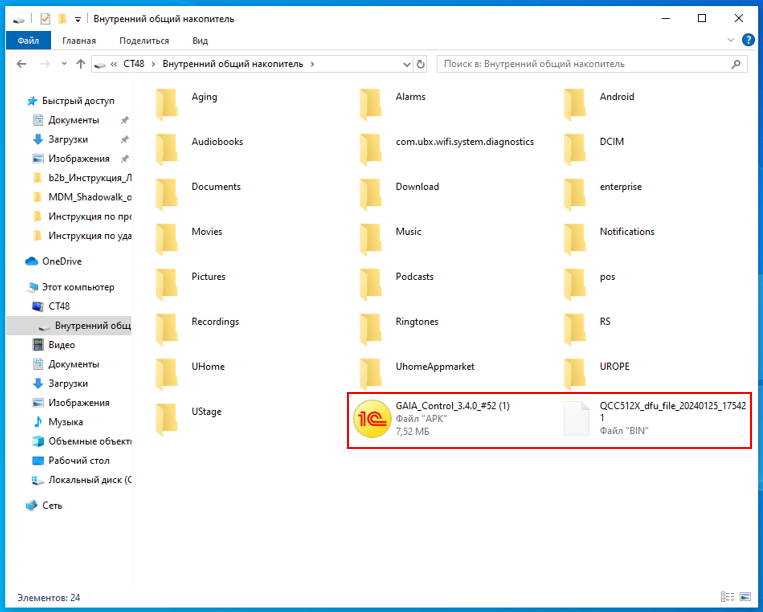 Внутренний общий накопитель
Файл Главная Поделиться Вид
« CT48 › Внутренний общий накопитель ›
Поиск в: Внутренний общий накопитель
Быстрый доступ
Документы
Загрузки
Изображения
b2b_Инструкция_Л
MDM_Shadowalk_o
Инструкция по про
Инструкция по уда
OneDrive
Этот компьютер
CT48
Внутренний общ
Видео
Документы
Загрузки
Изображения
Музыка
Объемные объекты
Рабочий стол
Локальный диск (C
Сеть
Aging Alarms Android
Audiobooks com.ubx.wifi.system.diagnostics DCIM
Documents Download enterprise
Movies Music Notifications
Pictures Podcasts pos
Recordings Ringtones RS
UHome UhomeAppmarket UROPE
UStage
1C
GAIA_Control_3.4.0_#52 (1)
Файл "APK"
7,52 МБ
QCC512X_dfu_file_20240125_17542
1
Файл "BIN"
Элементов: 24